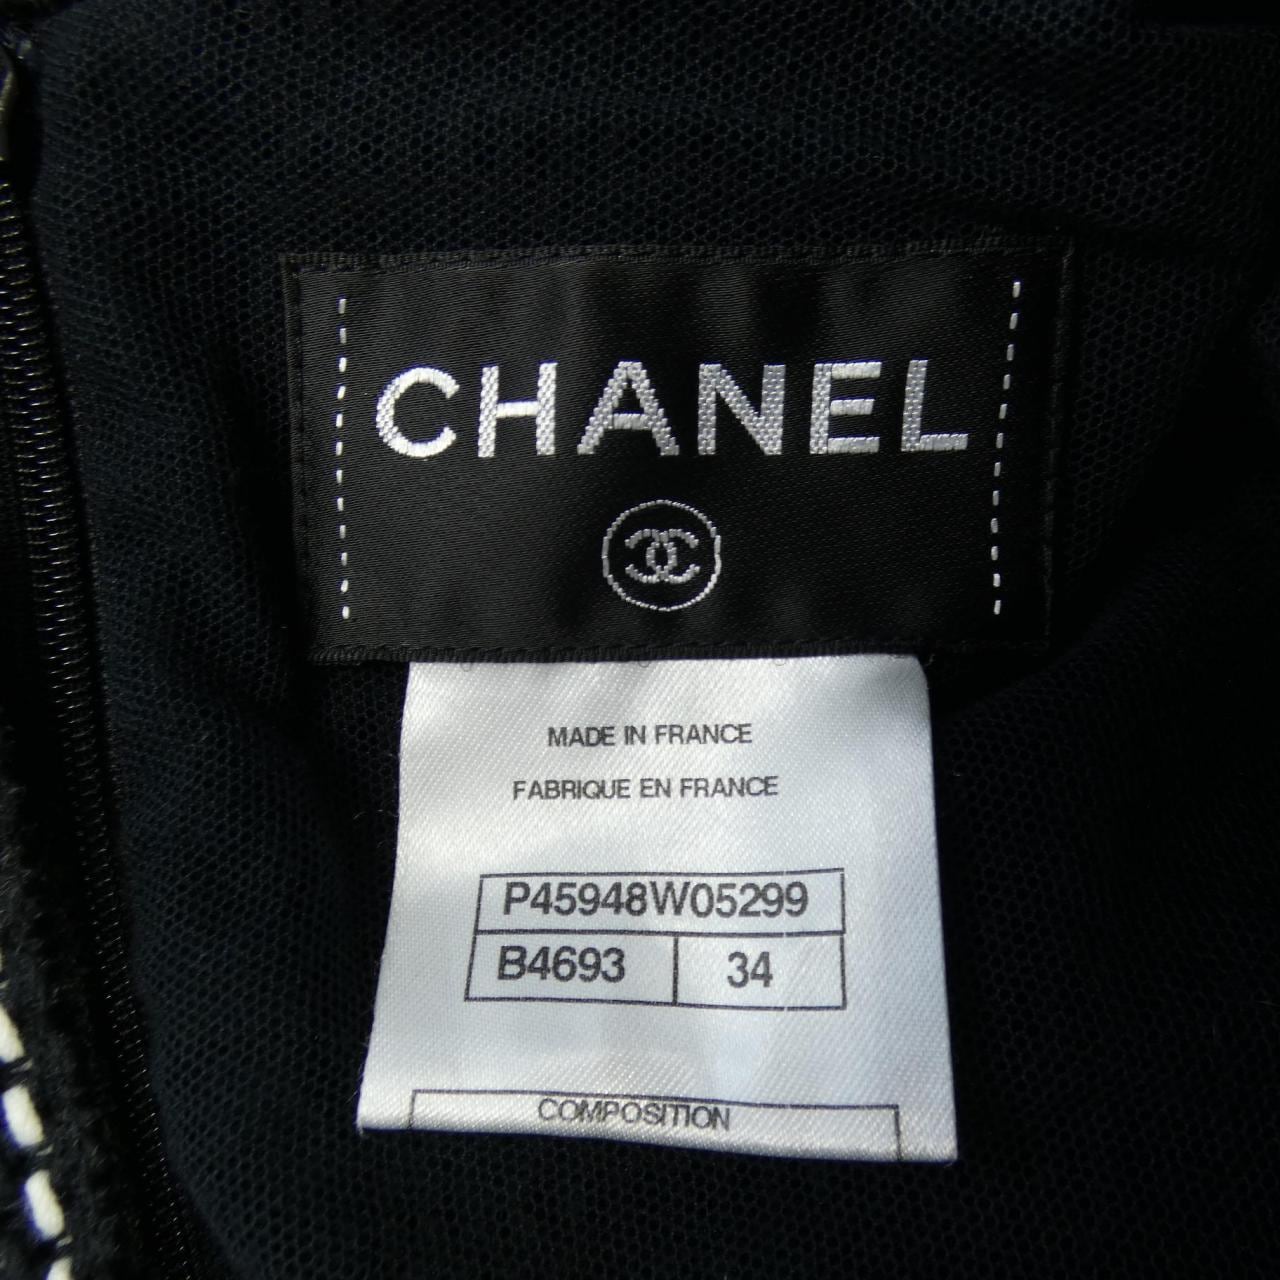 CHANEL
MADE IN FRANCE
FABRIQUE EN FRANCE
P45948W05299
B4693 34
COMPOSITION